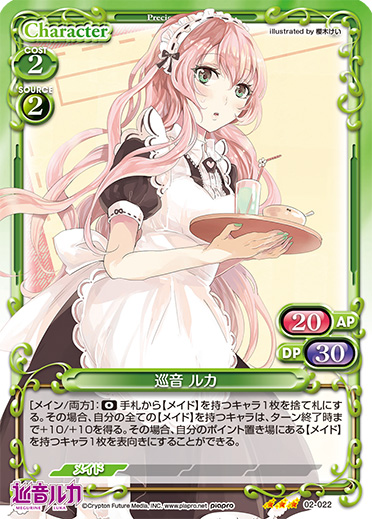 Precio
Character
illustrated by 櫻木けい
COST
2
SOURCE
2
20 AP
DP 30
巡音 ルカ
[メイン/両方]:手札から【メイド】を持つキャラ1枚を捨て札に
する。その場合、自分の全ての【メイド】を持つキャラは、ターン終了時ま
で+10/+10を得る。その場合、自分のポイント置き場にある【メイド】
を持つキャラ1枚を表向きにすることができる。
メイド
巡音ルカ
MEGURINE LUKA
©Crypton Future Media, INC. www.piapro.net piapro
02-022